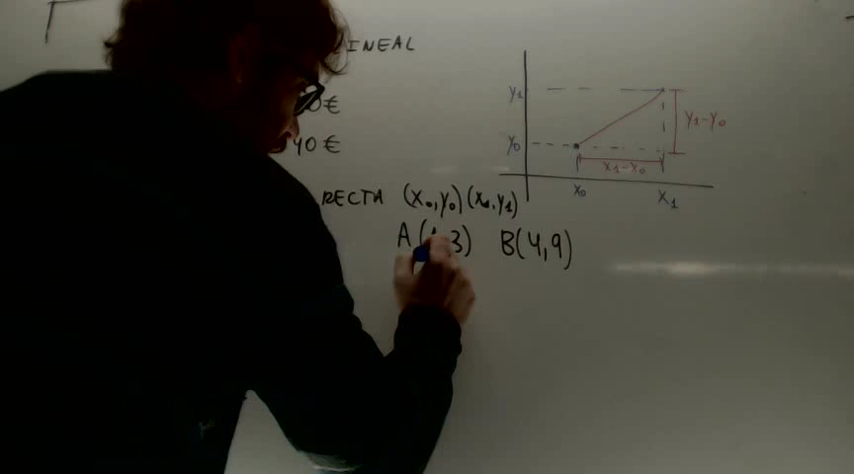 INEAL
0€
40€
RECTA (x₀,y₀)(x₁,y₁)
A( 3) B(4,9)
y₁
y₀
y₁-y₀
x₁-x₀
x₀
x₁